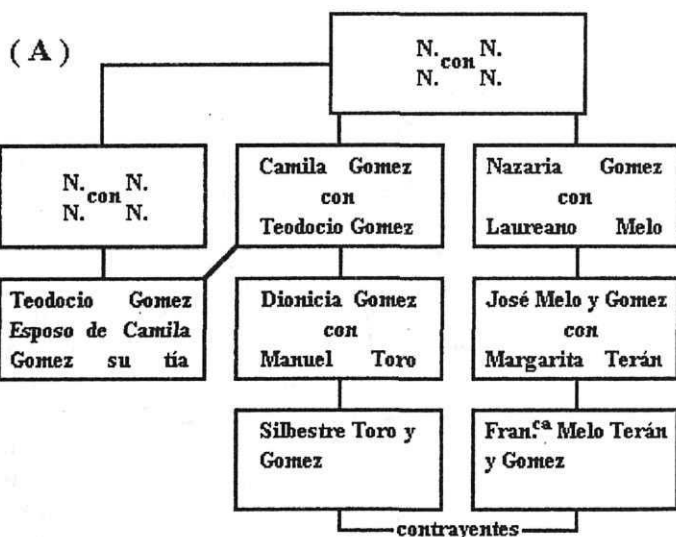 (A)
N. con N.
N. N.
N. con N.
N. N.
Camila Gomez
con
Teodocio Gomez
Nazaria Gomez
con
Laureano Melo
Teodocio Gomez
Esposo de Camila
Gomez su tía
Dionicia Gomez
con
Manuel Toro
José Melo y Gomez
con
Margarita Terán
Silbestre Toro y
Gomez
Fran.ᶜᵃ Melo Terán
y Gomez
contrayentes